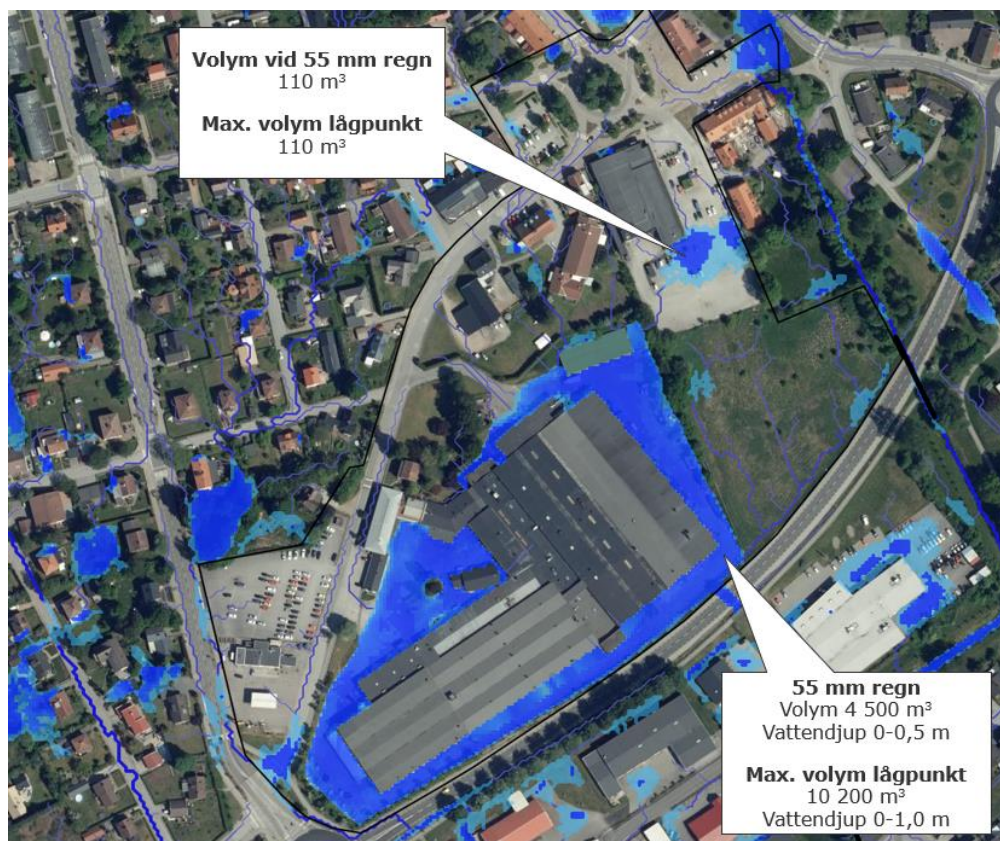 Volym vid 55 mm regn
110 m³
Max. volym lågpunkt
110 m³
55 mm regn
Volym 4 500 m³
Vattendjup 0-0,5 m
Max. volym lågpunkt
10 200 m³
Vattendjup 0-1,0 m